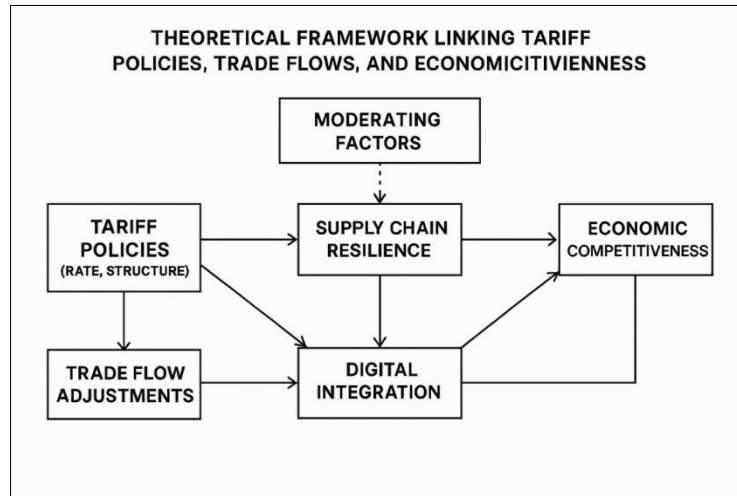 THEORETICAL FRAMEWORK LINKING TARIFF
POLICIES, TRADE FLOWS, AND ECONOMICITIVIENNESS
MODERATING
FACTORS
TARIFF
POLICIES
(RATE, STRUCTURE)
SUPPLY CHAIN
RESILIENCE
ECONOMIC
COMPETITIVENESS
TRADE FLOW
ADJUSTMENTS
DIGITAL
INTEGRATION